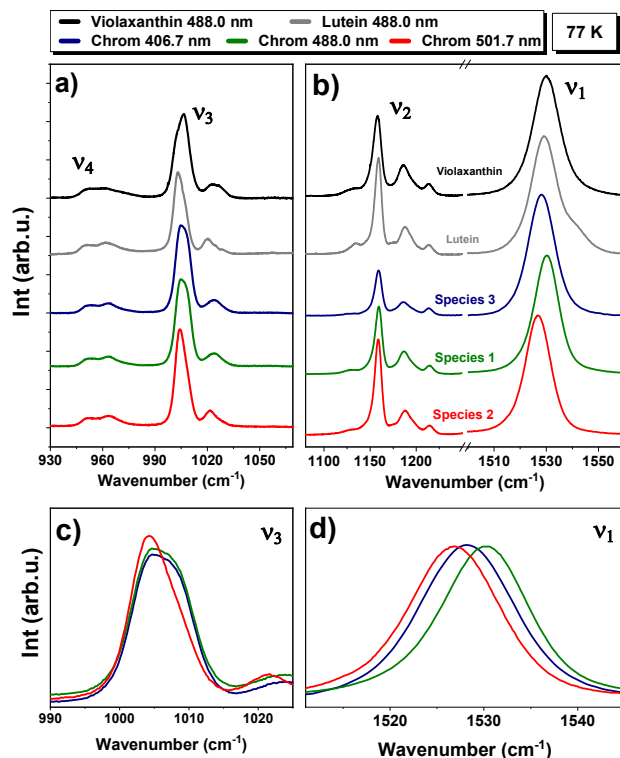 Violaxanthin 488.0 nm Lutein 488.0 nm
Chrom 406.7 nm Chrom 488.0 nm Chrom 501.7 nm
77 K
a)
ν₄
ν₃
b)
ν₂
ν₁
Violaxanthin
Lutein
Species 3
Species 1
Species 2
Int (arb.u.)
930 960 990 1020 1050
Wavenumber (cm⁻¹)
1100 1150 1200 1510 1530 1550
Wavenumber (cm⁻¹)
c)
ν₃
d)
ν₁
Int (arb.u.)
990 1000 1010 1020
Wavenumber (cm⁻¹)
1520 1530 1540
Wavenumber (cm⁻¹)